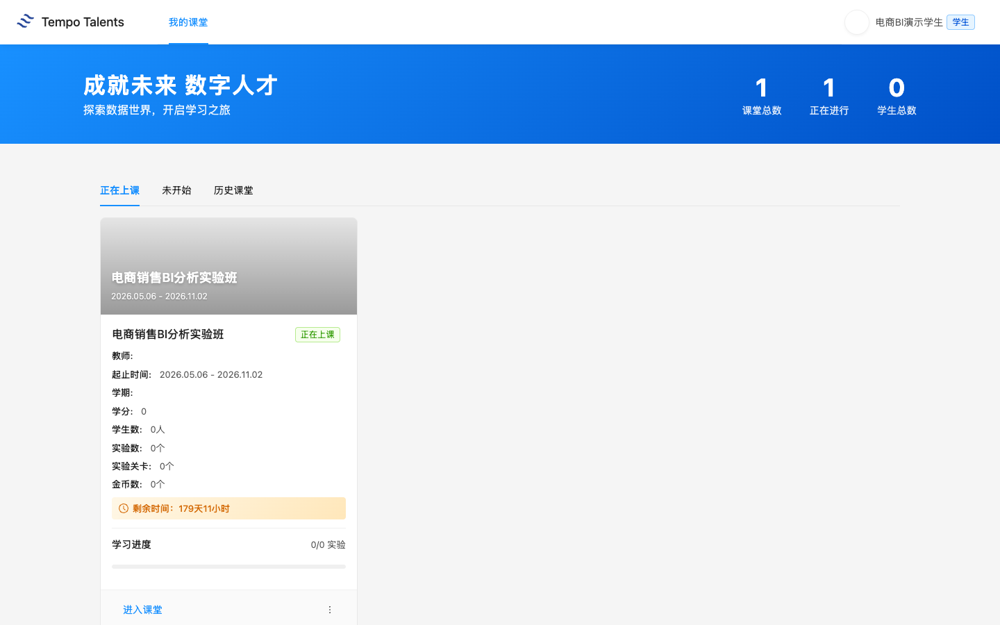 Tempo Talents
我的课堂
电商BI演示学生
学生
成就未来 数字人才
探索数据世界，开启学习之旅
1
课堂总数
1
正在进行
0
学生总数
正在上课
未开始
历史课堂
电商销售BI分析实验班
2026.05.06 - 2026.11.02
电商销售BI分析实验班
正在上课
教师:
起止时间: 2026.05.06 - 2026.11.02
学期:
学分: 0
学生数: 0人
实验数: 0个
实验关卡: 0个
金币数: 0个
剩余时间：179天11小时
学习进度
0/0 实验
进入课堂